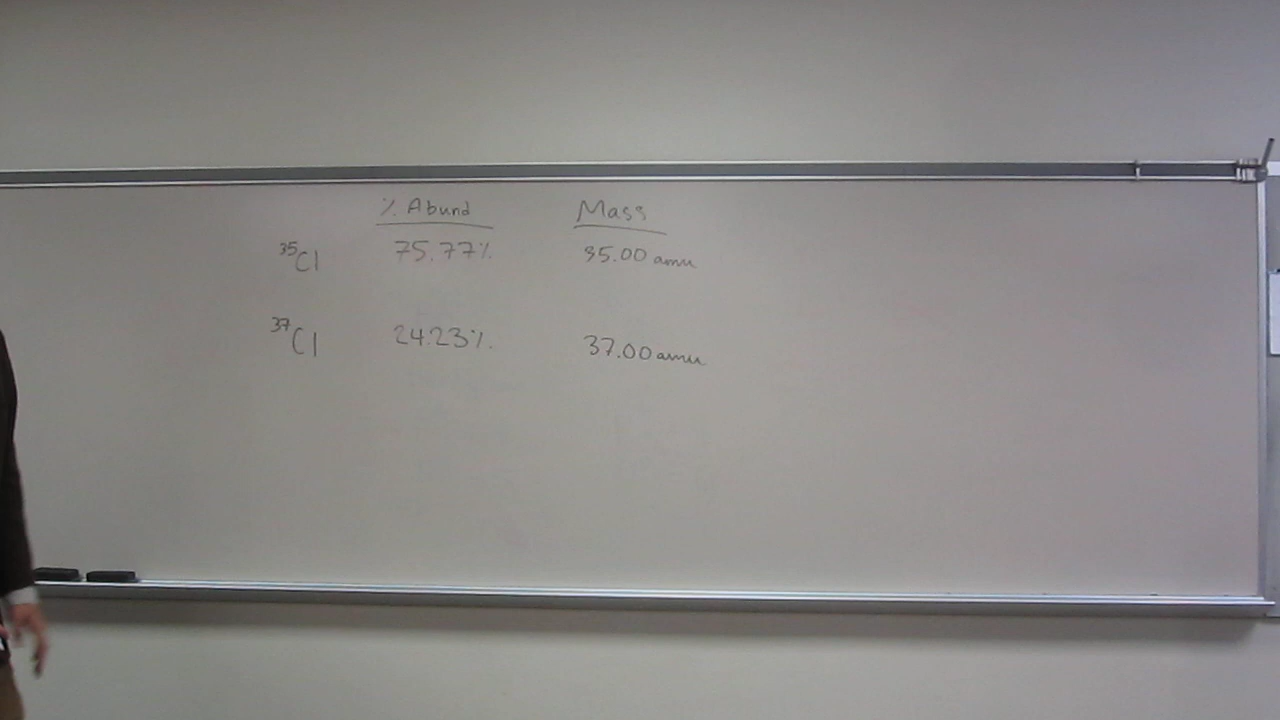 % Abund Mass
³⁵Cl 75.77% 35.00 amu
³⁷Cl 24.23%. 37.00 amu